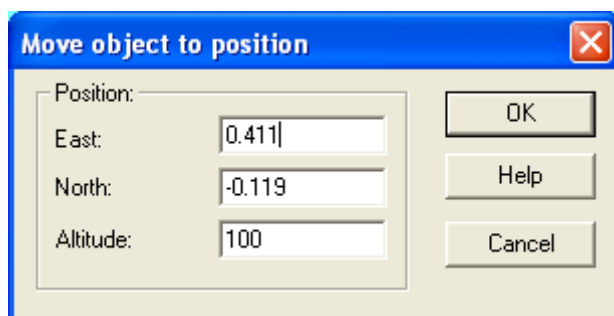 Move object to position
Position:
East: 0.411
North: -0.119
Altitude: 100
OK
Help
Cancel